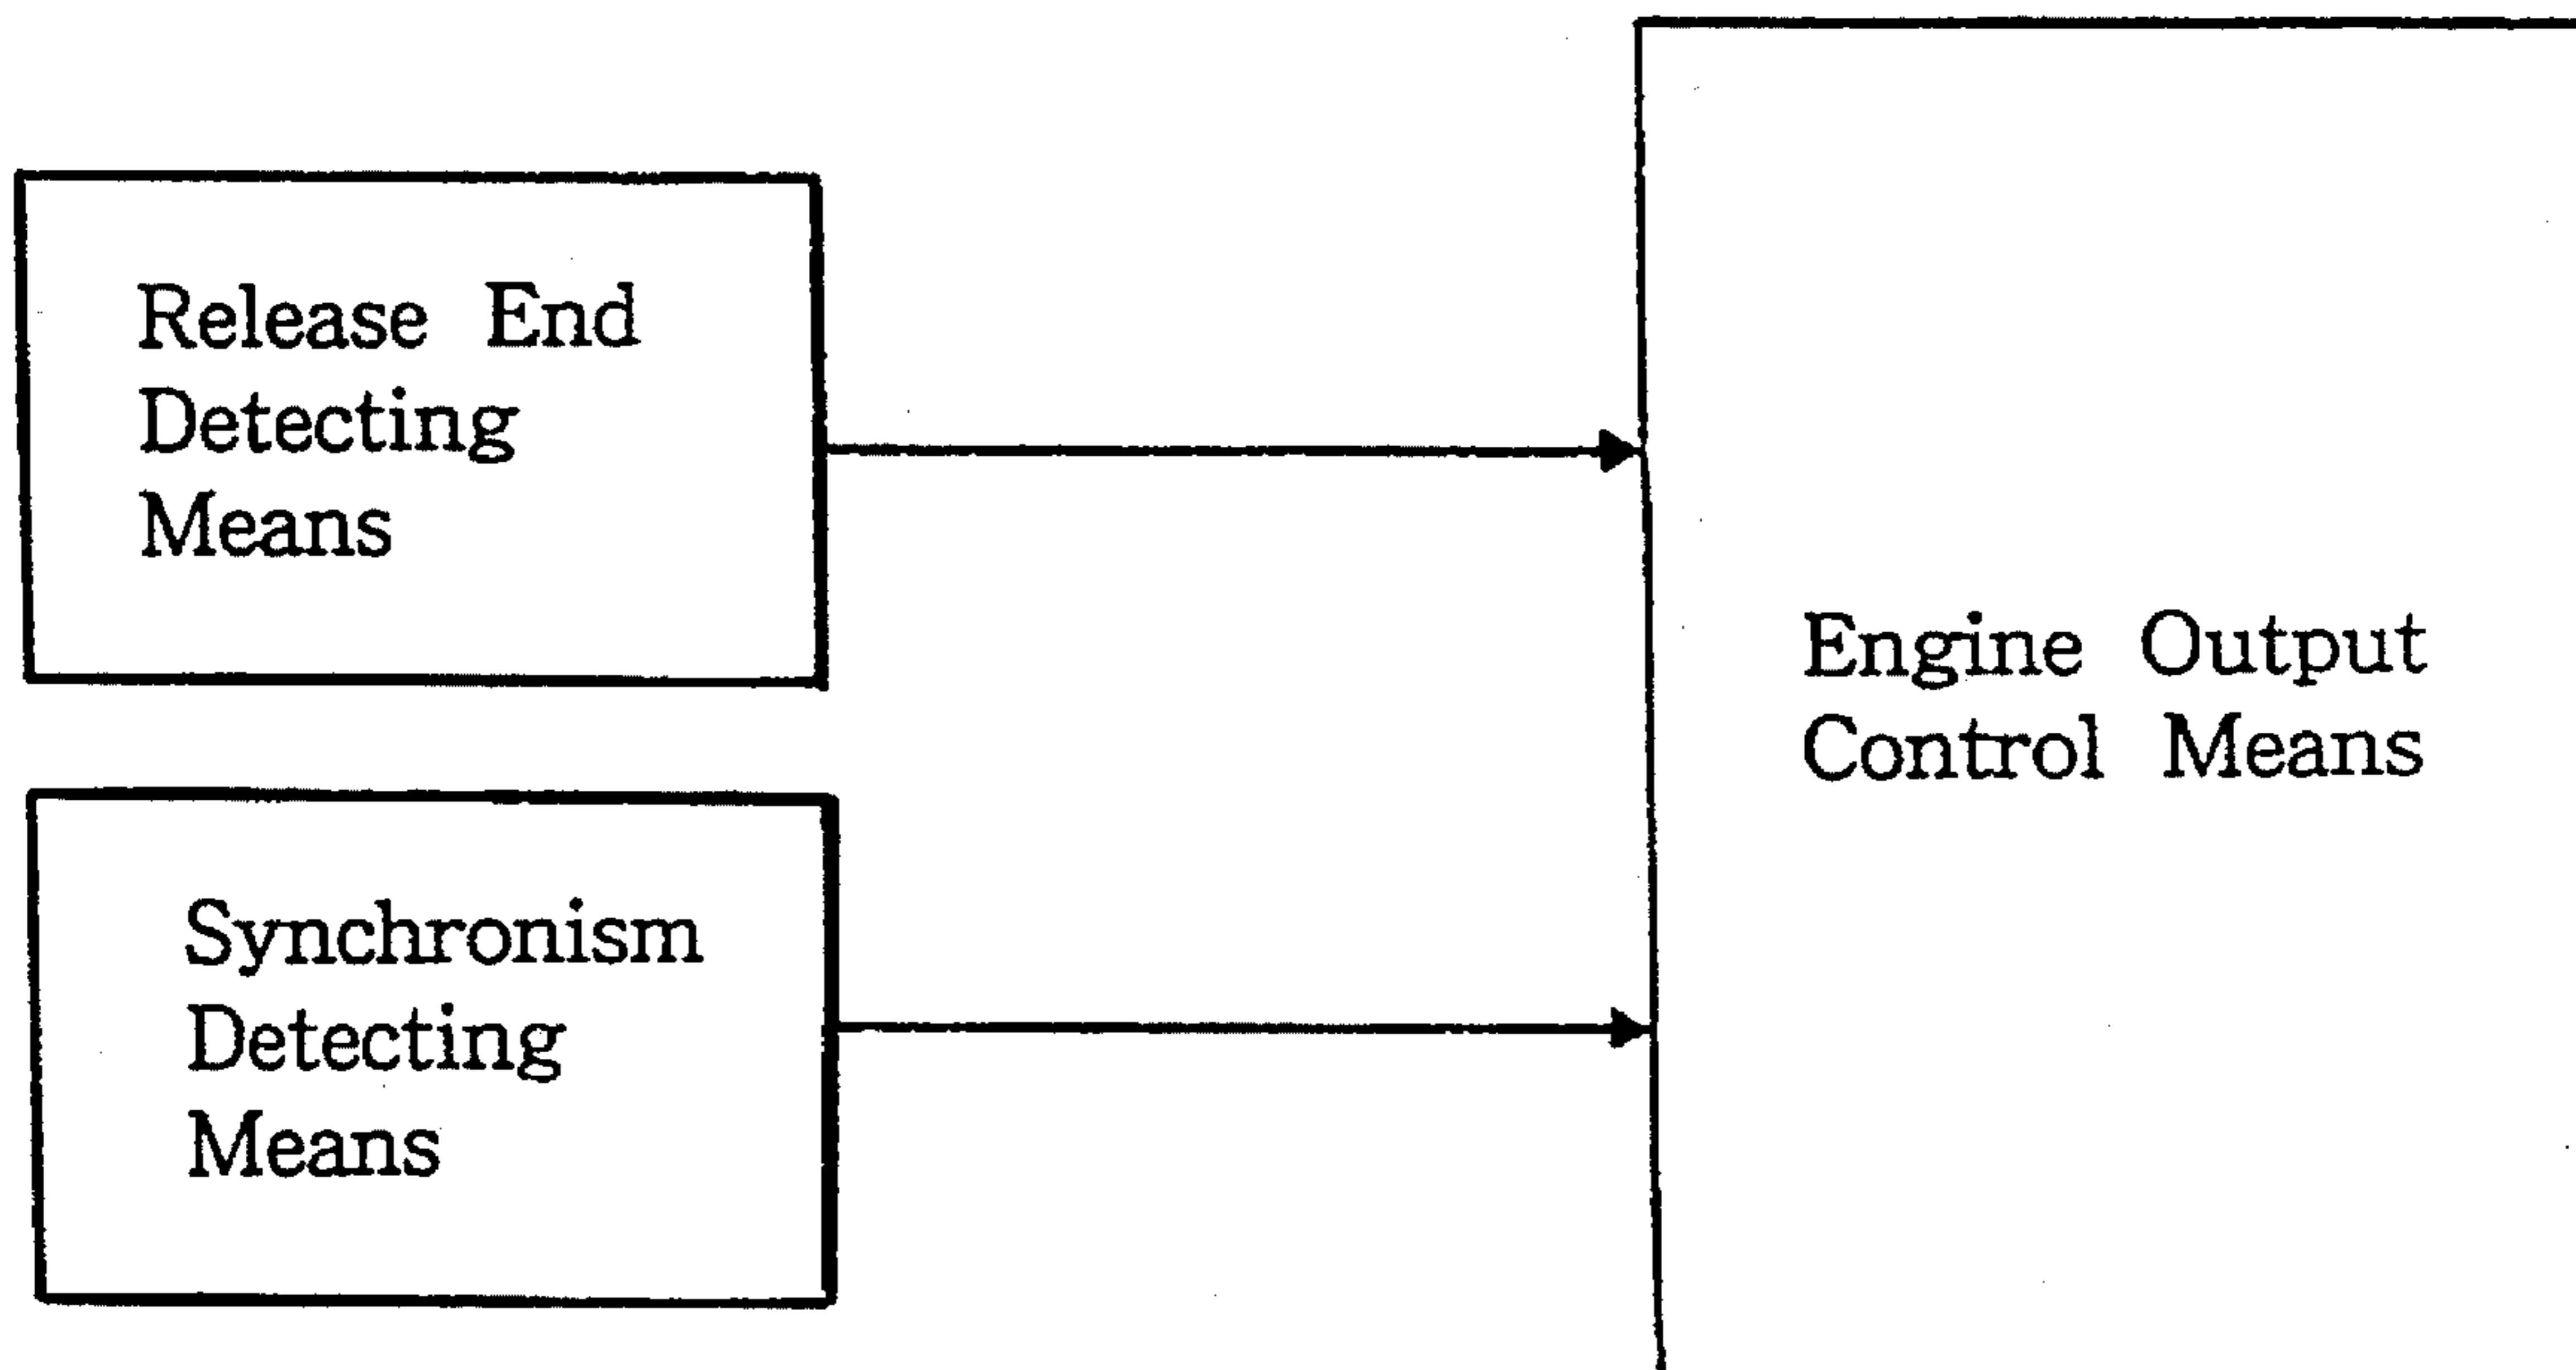 Release End
Detecting
Means
Engine Output
Control Means
Synchronism
Detecting
Means